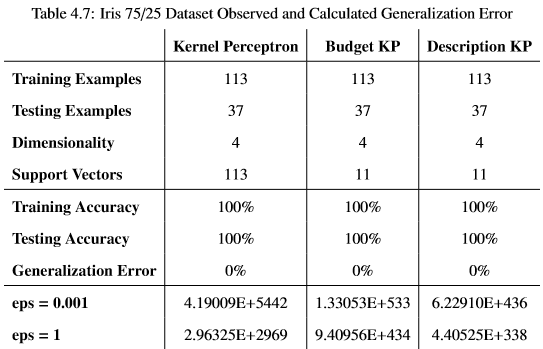 Table 4.7: Iris 75/25 Dataset Observed and Calculated Generalization Error
Kernel Perceptron Budget KP Description KP
Training Examples 113 113 113
Testing Examples 37 37 37
Dimensionality 4 4 4
Support Vectors 113 11 11
Training Accuracy 100% 100% 100%
Testing Accuracy 100% 100% 100%
Generalization Error 0% 0% 0%
eps = 0.001 4.19009E+5442 1.33053E+533 6.22910E+436
eps = 1 2.96325E+2969 9.40956E+434 4.40525E+338